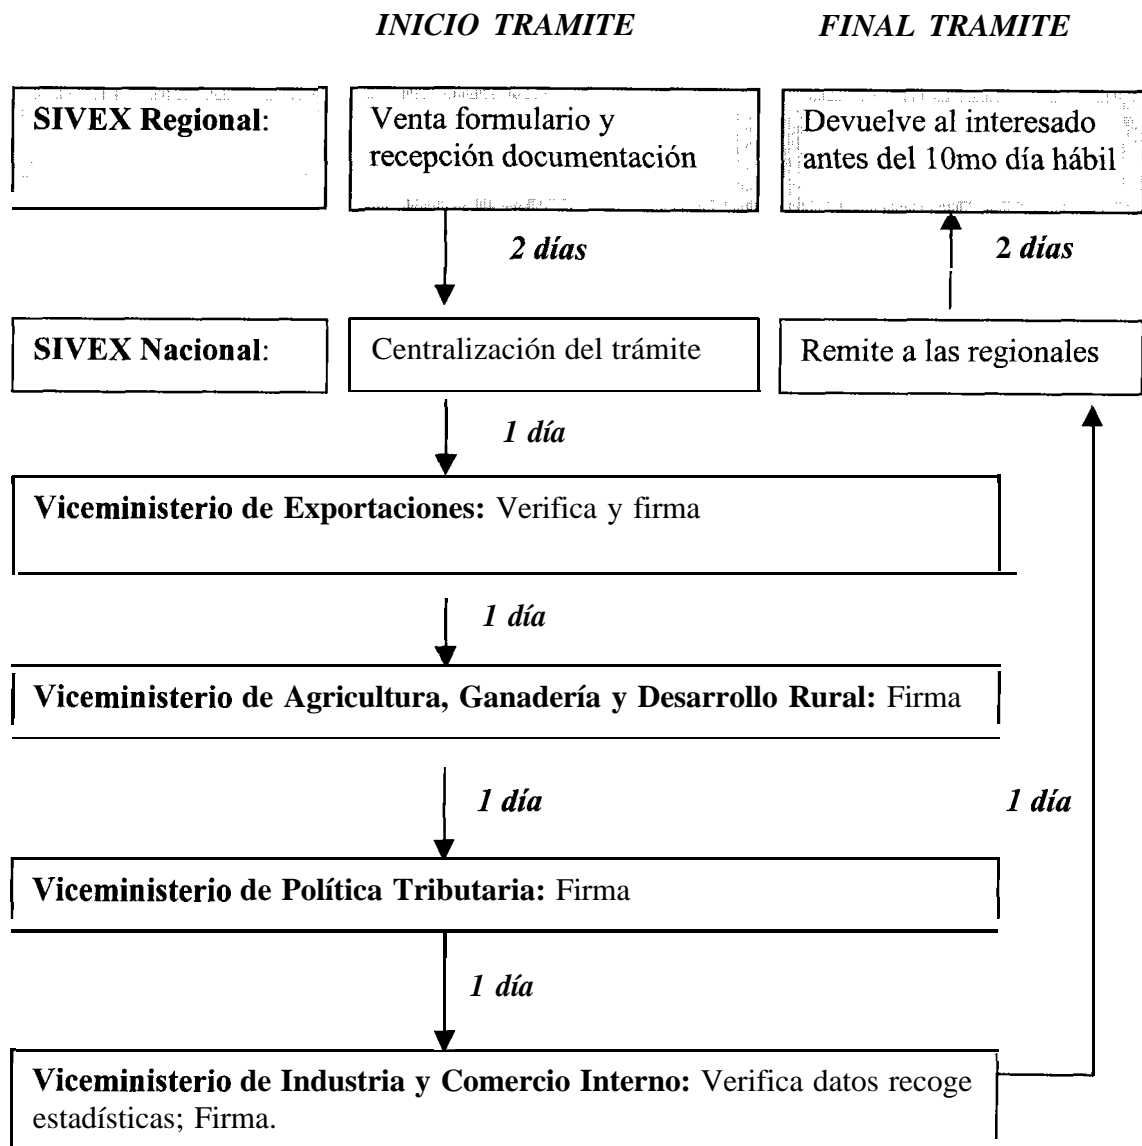 INICIO TRAMITE
FINAL TRAMITE
SIVEX Regional:
Venta formulario y
recepción documentación
Devuelve al interesado
antes del 10mo día hábil
2 días
2 días
SIVEX Nacional:
Centralización del trámite
Remite a las regionales
1 día
Viceministerio de Exportaciones: Verifica y firma
1 día
Viceministerio de Agricultura, Ganadería y Desarrollo Rural: Firma
1 día
1 día
Viceministerio de Política Tributaria: Firma
1 día
Viceministerio de Industria y Comercio Interno: Verifica datos recoge
estadísticas; Firma.